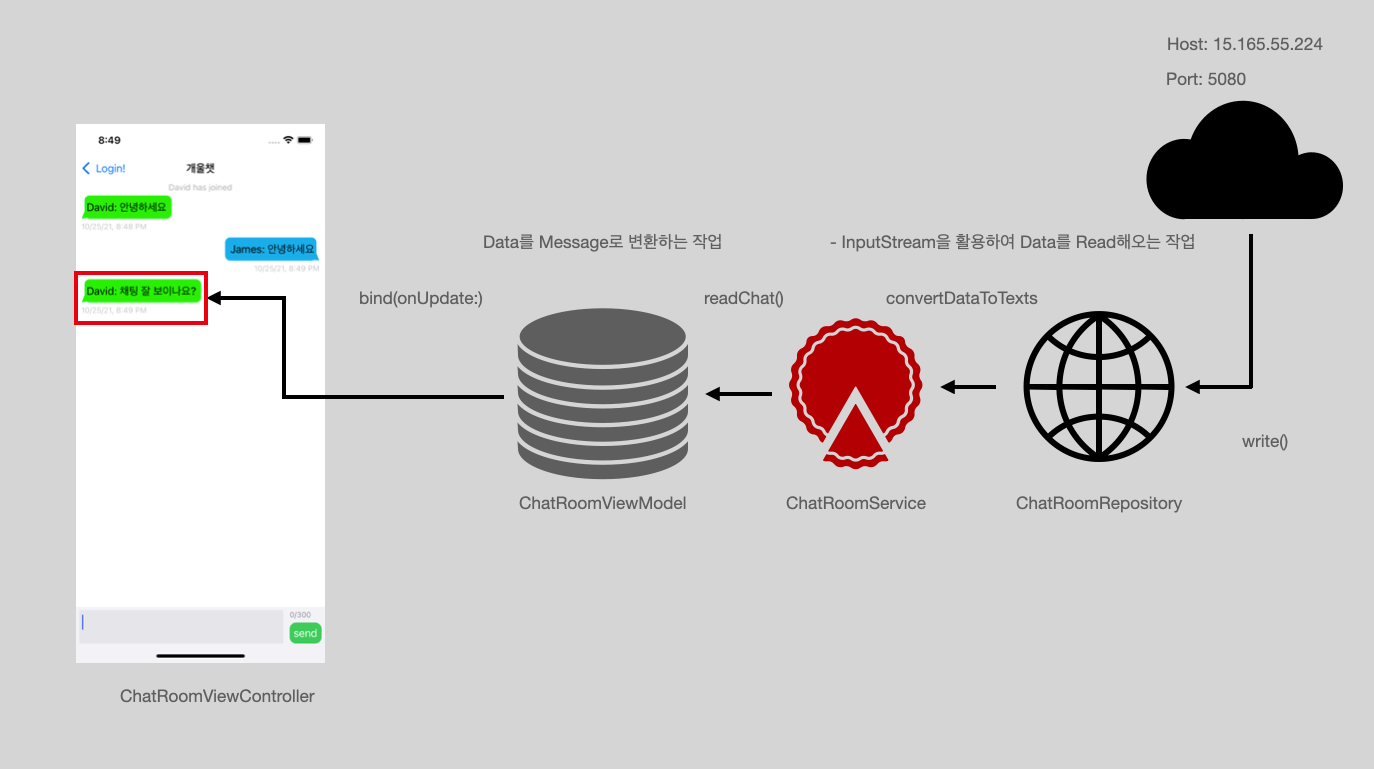 Host: 15.165.55.224
Port: 5080
8:49
Login!
개울챗
David has joined
David: 안녕하세요
10/25/21, 8:48 PM
James: 안녕하세요
10/25/21, 8:49 PM
David: 채팅 잘 보이나요?
10/25/21, 8:49 PM
0/300
send
ChatRoomViewController
Data를 Message로 변환하는 작업
- InputStream을 활용하여 Data를 Read해오는 작업
bind(onUpdate:)
readChat()
convertDataToTexts
write()
ChatRoomViewModel
ChatRoomService
ChatRoomRepository